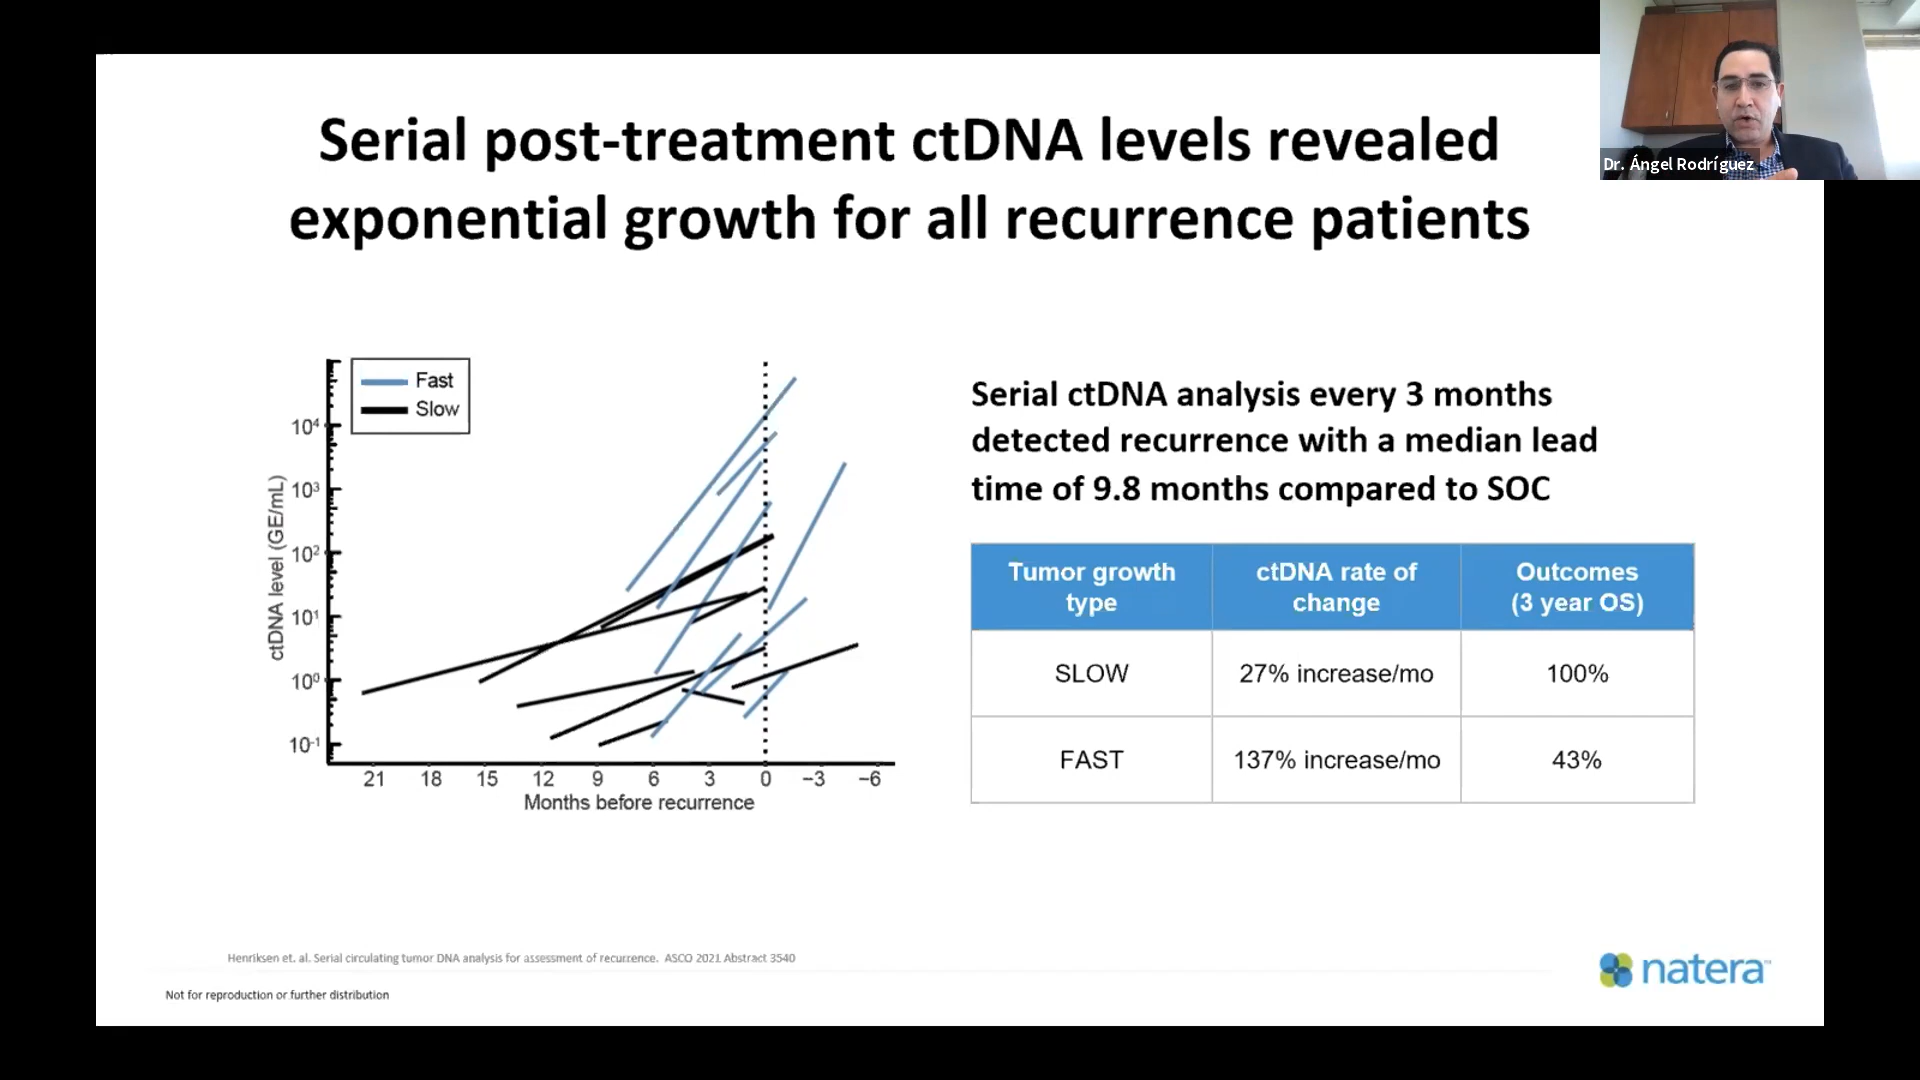 Serial post-treatment ctDNA levels revealed
exponential growth for all recurrence patients
Dr. Ángel Rodríguez
Fast
Slow
10⁴
10³
10²
10¹
10⁰
10⁻¹
ctDNA level (GE/mL)
21 18 15 12 9 6 3 0 −3 −6
Months before recurrence
Serial ctDNA analysis every 3 months
detected recurrence with a median lead
time of 9.8 months compared to SOC
Tumor growth type | ctDNA rate of change | Outcomes (3 year OS)
SLOW | 27% increase/mo | 100%
FAST | 137% increase/mo | 43%
Henriksen et. al. Serial circulating tumor DNA analysis for assessment of recurrence. ASCO 2021 Abstract 3540
Not for reproduction or further distribution
natera™